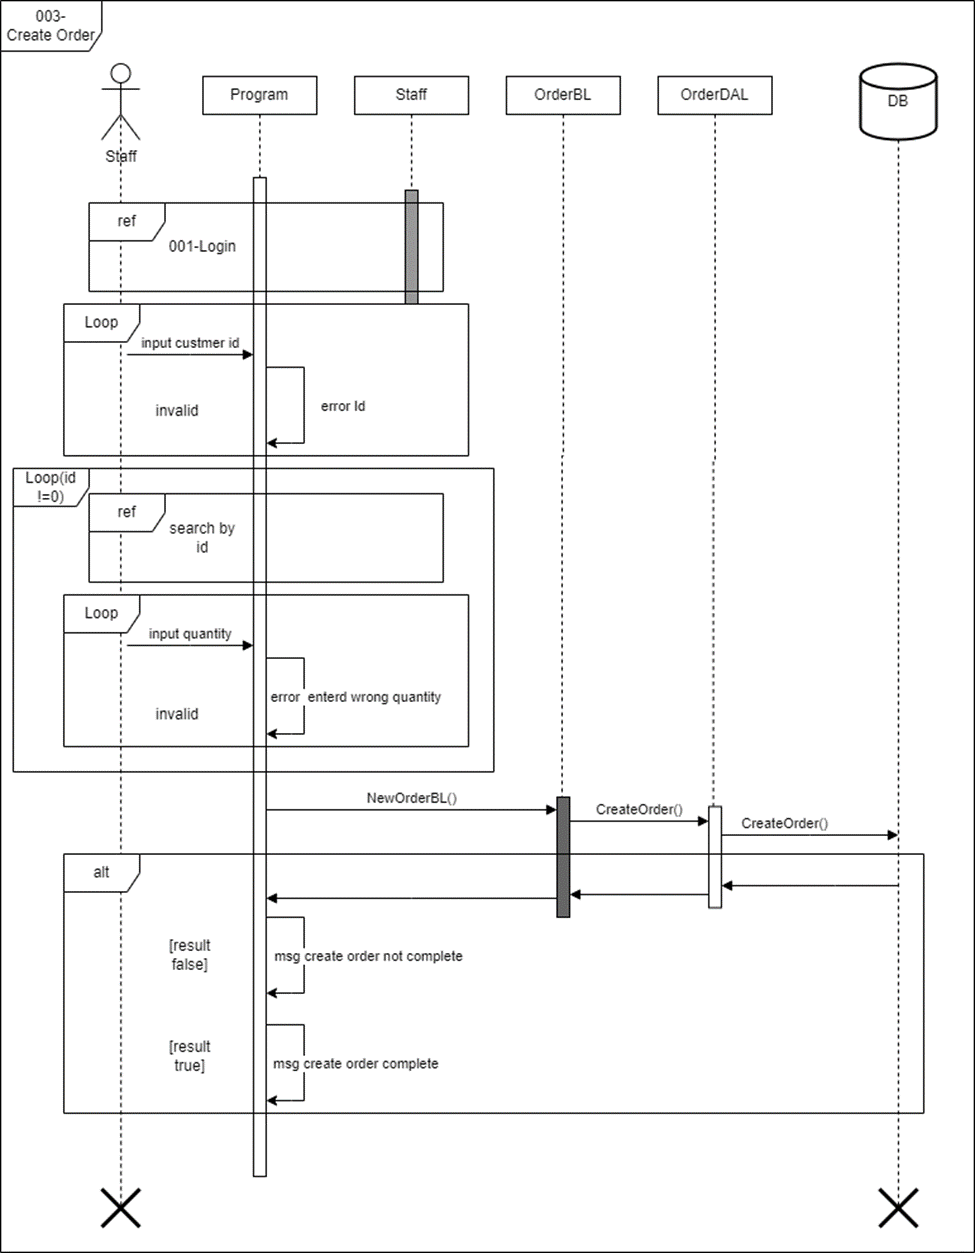 003-
Create Order
Program
Staff
OrderBL
OrderDAL
DB
Staff
ref
001-Login
Loop
input custmer id
error Id
invalid
Loop(id
!=0)
ref
search by
id
Loop
input quantity
error enterd wrong quantity
invalid
NewOrderBL()
CreateOrder()
CreateOrder()
alt
[result
false]
msg create order not complete
[result
true]
msg create order complete